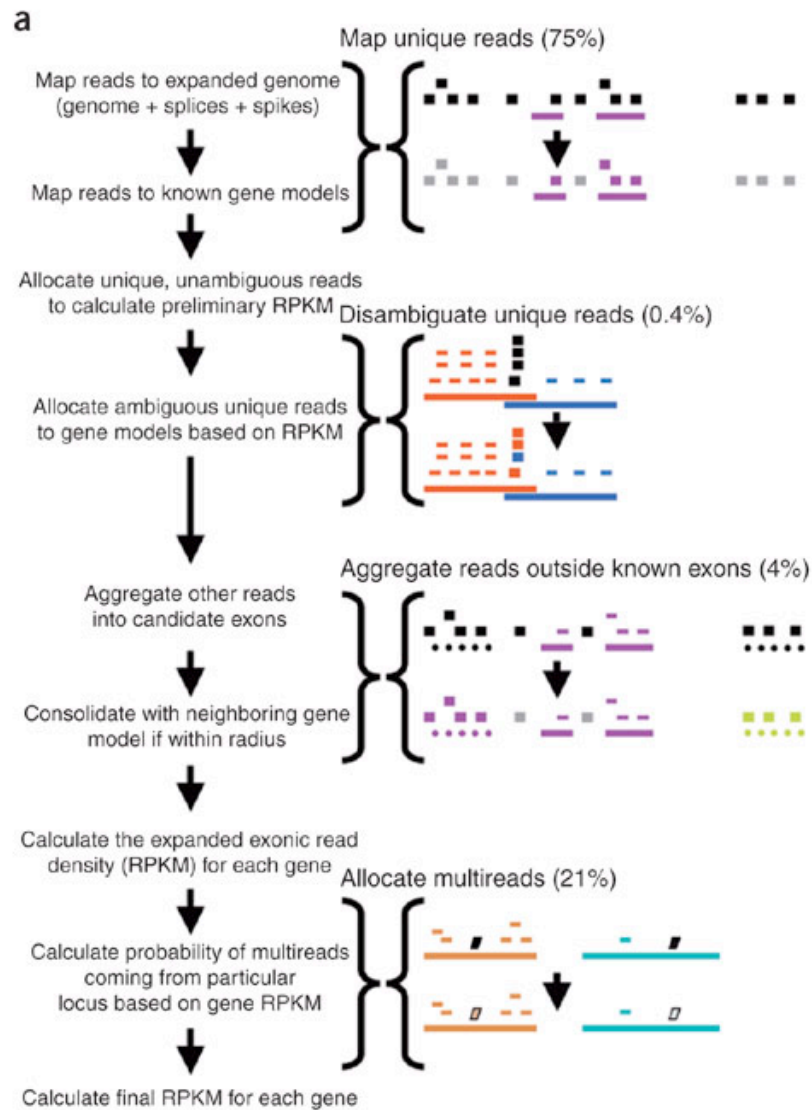 a
Map unique reads (75%)
Map reads to expanded genome
(genome + splices + spikes)
Map reads to known gene models
Allocate unique, unambiguous reads
to calculate preliminary RPKM
Disambiguate unique reads (0.4%)
Allocate ambiguous unique reads
to gene models based on RPKM
Aggregate reads outside known exons (4%)
Aggregate other reads
into candidate exons
Consolidate with neighboring gene
model if within radius
Calculate the expanded exonic read
density (RPKM) for each gene
Allocate multireads (21%)
Calculate probability of multireads
coming from particular
locus based on gene RPKM
Calculate final RPKM for each gene